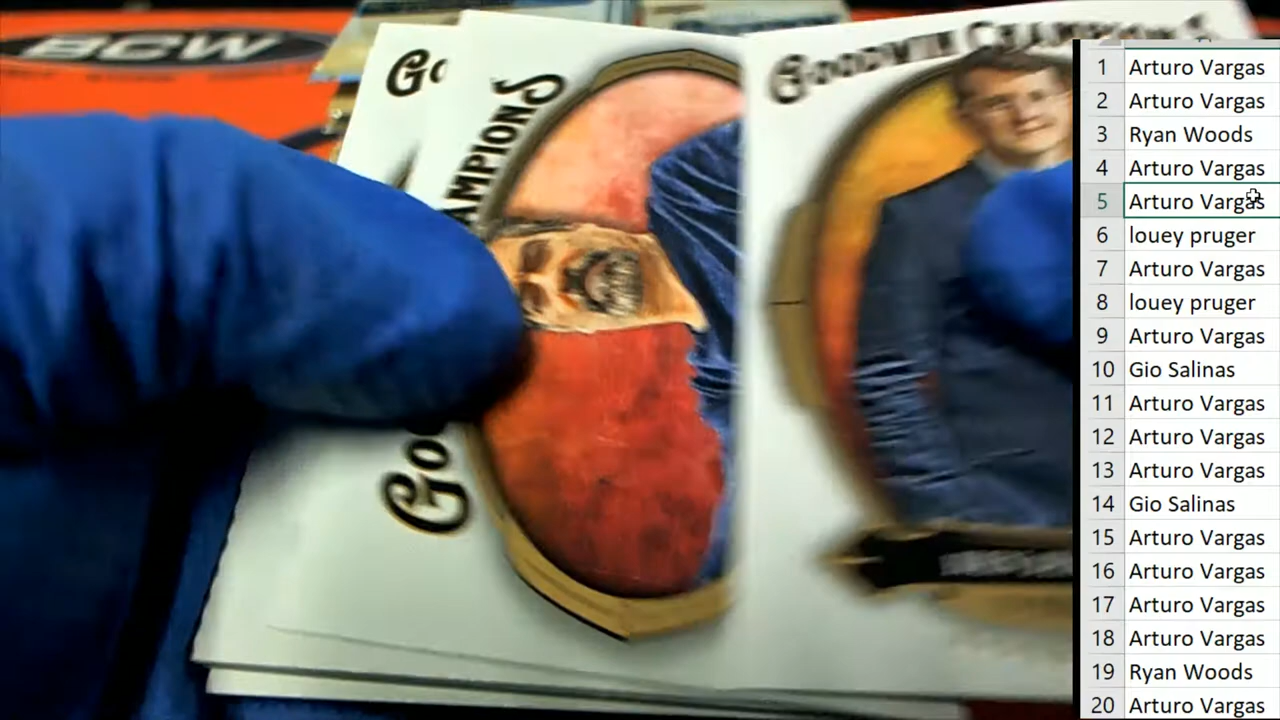 BCW
Go
AMPIONS
Go
GOODWIN CHAMPIONS
1 Arturo Vargas
2 Arturo Vargas
3 Ryan Woods
4 Arturo Vargas
5 Arturo Vargas
6 louey pruger
7 Arturo Vargas
8 louey pruger
9 Arturo Vargas
10 Gio Salinas
11 Arturo Vargas
12 Arturo Vargas
13 Arturo Vargas
14 Gio Salinas
15 Arturo Vargas
16 Arturo Vargas
17 Arturo Vargas
18 Arturo Vargas
19 Ryan Woods
20 Arturo Vargas